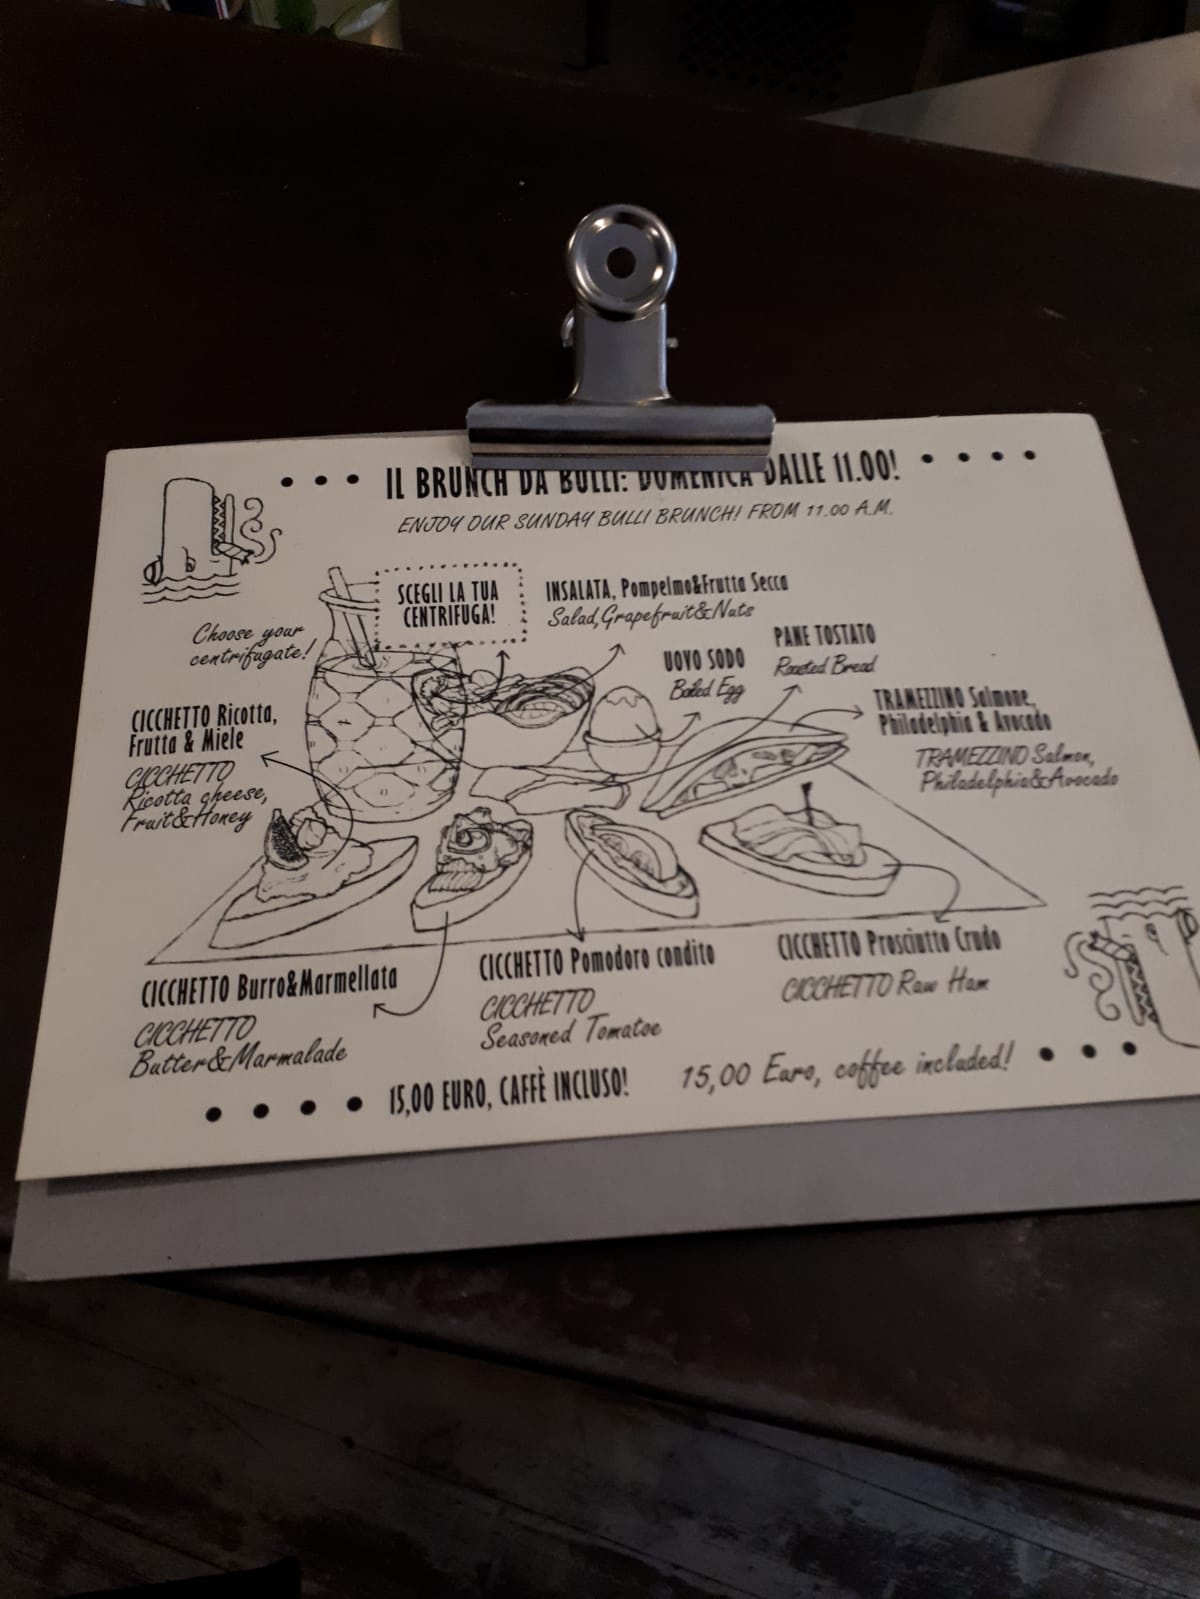 IL BRUNCH DA BULLI: DOMENICA DALLE 11.00!
ENJOY OUR SUNDAY BULLI BRUNCH! FROM 11.00 A.M.
SCEGLI LA TUA
CENTRIFUGA!
Choose your
centrifugate!
INSALATA, Pompelmo&Frutta Secca
Salad,Grapefruit&Nuts
UOVO SODO
Boiled Egg
PANE TOSTATO
Roasted Bread
TRAMEZZINO Salmone,
Philadelphia & Avocado
TRAMEZZINO Salmon,
Philadelphia&Avocado
CICCHETTO Ricotta,
Frutta & Miele
CICCHETTO
Ricotta cheese,
Fruit&Honey
CICCHETTO Burro&Marmellata
CICCHETTO
Butter&Marmalade
CICCHETTO Pomodoro condito
CICCHETTO
Seasoned Tomatoe
CICCHETTO Prosciutto Crudo
CICCHETTO Raw Ham
15,00 EURO, CAFFÈ INCLUSO!
15,00 Euro, coffee included!